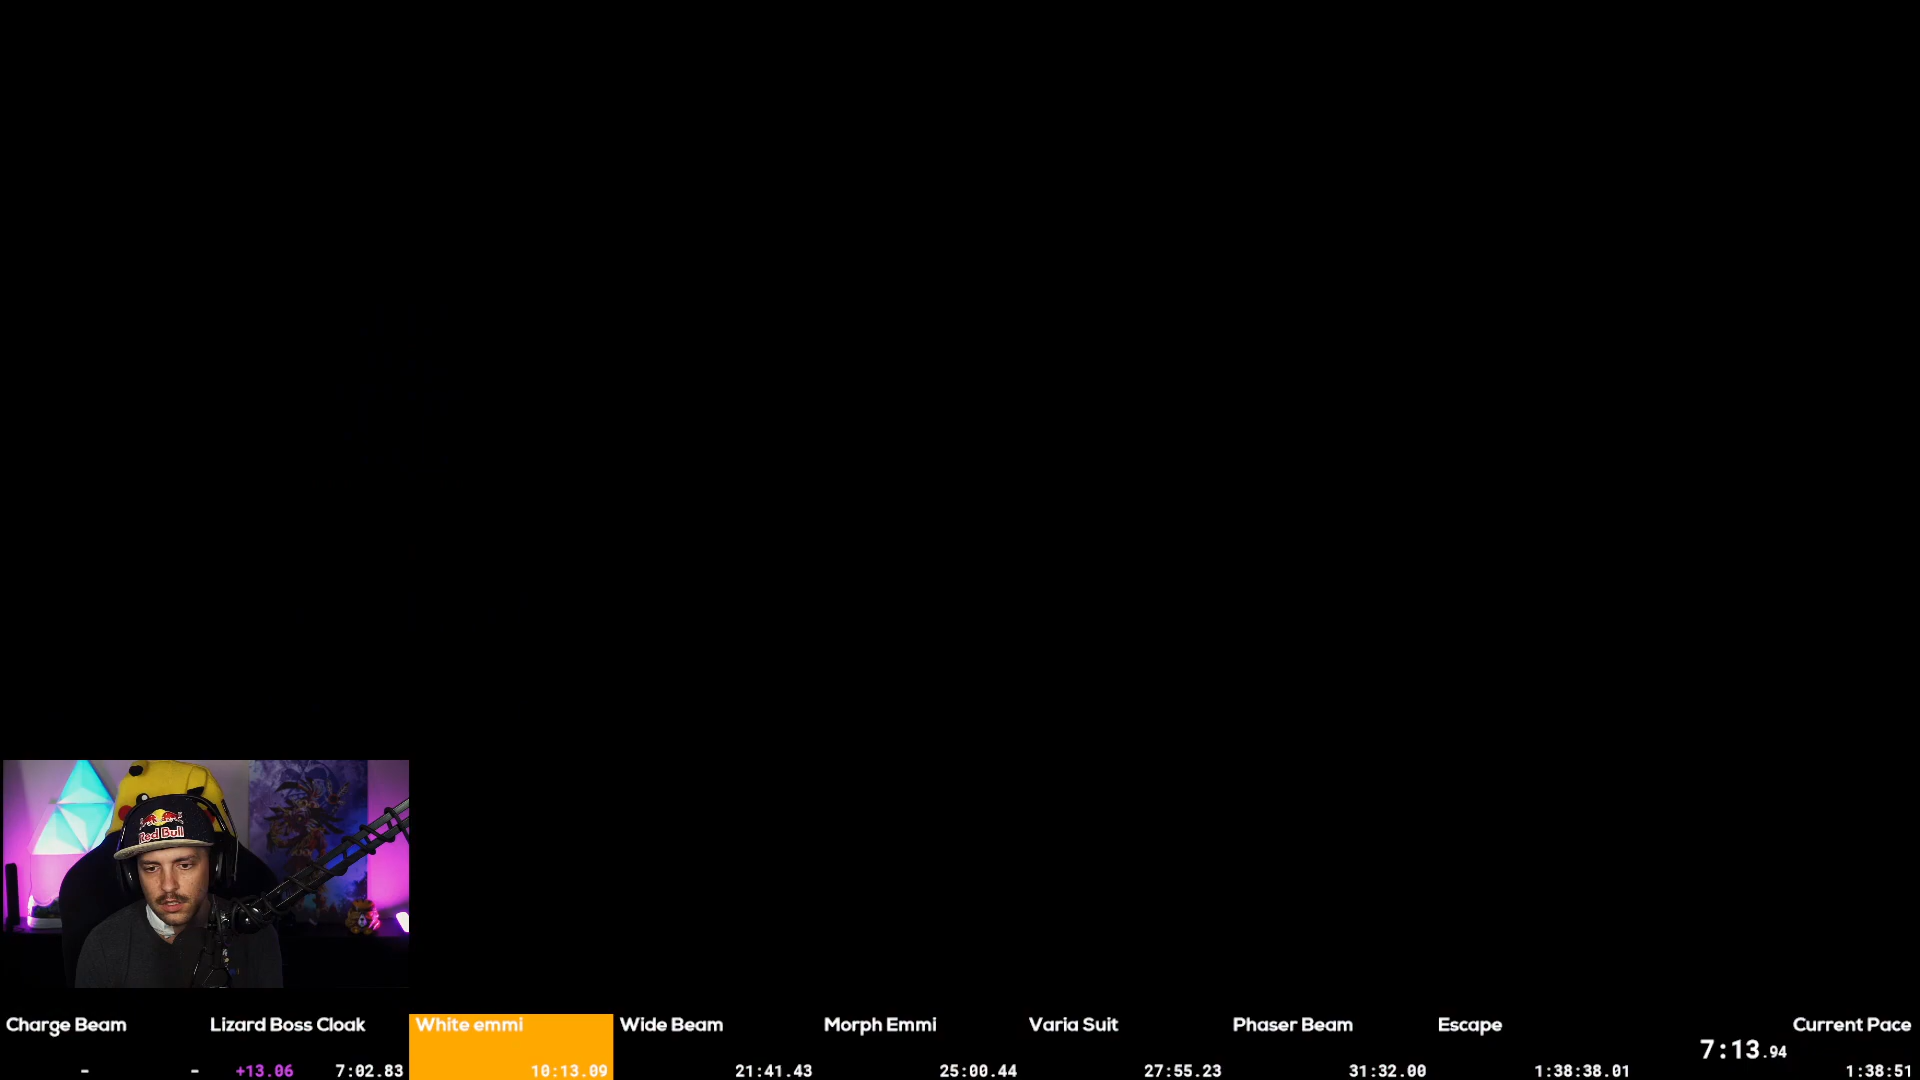 Red Bull
Charge Beam
Lizard Boss Cloak
White emmi
Wide Beam
Morph Emmi
Varia Suit
Phaser Beam
Escape
Current Pace
7:13.94
-
-
+13.06
7:02.83
10:13.09
21:41.43
25:00.44
27:55.23
31:32.00
1:38:38.01
1:38:51